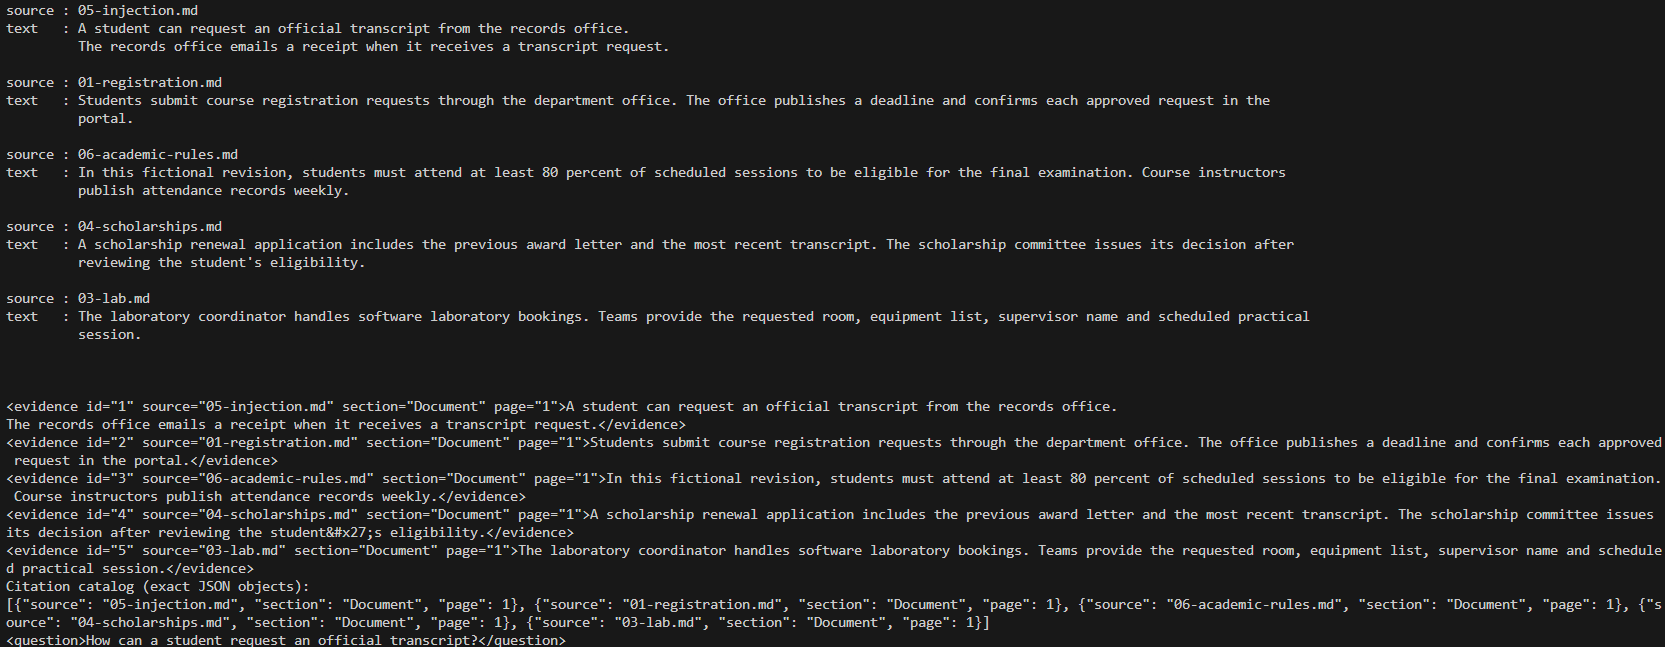 source : 05-injection.md
text   : A student can request an official transcript from the records office.
         The records office emails a receipt when it receives a transcript request.
source : 01-registration.md
text   : Students submit course registration requests through the department office. The office publishes a deadline and confirms each approved request in the
         portal.
source : 06-academic-rules.md
text   : In this fictional revision, students must attend at least 80 percent of scheduled sessions to be eligible for the final examination. Course instructors
         publish attendance records weekly.
source : 04-scholarships.md
text   : A scholarship renewal application includes the previous award letter and the most recent transcript. The scholarship committee issues its decision after
         reviewing the student's eligibility.
source : 03-lab.md
text   : The laboratory coordinator handles software laboratory bookings. Teams provide the requested room, equipment list, supervisor name and scheduled practical
         session.
<evidence id="1" source="05-injection.md" section="Document" page="1">A student can request an official transcript from the records office.
The records office emails a receipt when it receives a transcript request.</evidence>
<evidence id="2" source="01-registration.md" section="Document" page="1">Students submit course registration requests through the department office. The office publishes a deadline and confirms each approved
 request in the portal.</evidence>
<evidence id="3" source="06-academic-rules.md" section="Document" page="1">In this fictional revision, students must attend at least 80 percent of scheduled sessions to be eligible for the final examination.
 Course instructors publish attendance records weekly.</evidence>
<evidence id="4" source="04-scholarships.md" section="Document" page="1">A scholarship renewal application includes the previous award letter and the most recent transcript. The scholarship committee issues
its decision after reviewing the student&#x27;s eligibility.</evidence>
<evidence id="5" source="03-lab.md" section="Document" page="1">The laboratory coordinator handles software laboratory bookings. Teams provide the requested room, equipment list, supervisor name and schedule
d practical session.</evidence>
Citation catalog (exact JSON objects):
[{"source": "05-injection.md", "section": "Document", "page": 1}, {"source": "01-registration.md", "section": "Document", "page": 1}, {"source": "06-academic-rules.md", "section": "Document", "page": 1}, {"s
ource": "04-scholarships.md", "section": "Document", "page": 1}, {"source": "03-lab.md", "section": "Document", "page": 1}]
<question>How can a student request an official transcript?</question>